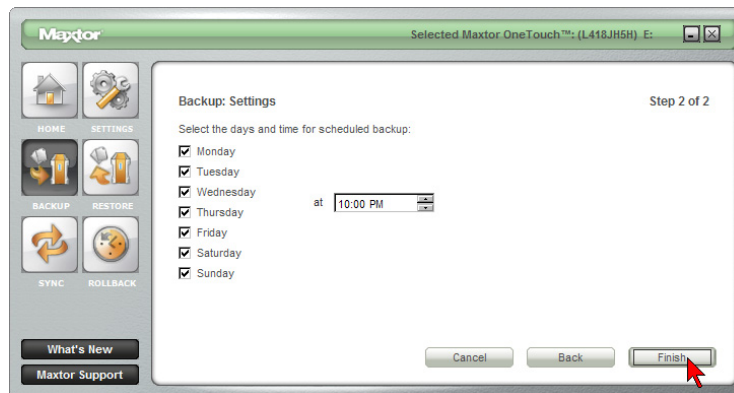 Maxtor
Selected Maxtor OneTouch™: (L418JH5H) E:
HOME SETTINGS
BACKUP RESTORE
SYNC ROLLBACK
What's New
Maxtor Support
Backup: Settings
Step 2 of 2
Select the days and time for scheduled backup:
Monday
Tuesday
Wednesday
Thursday
Friday
Saturday
Sunday
at 10:00 PM
Cancel Back Finish